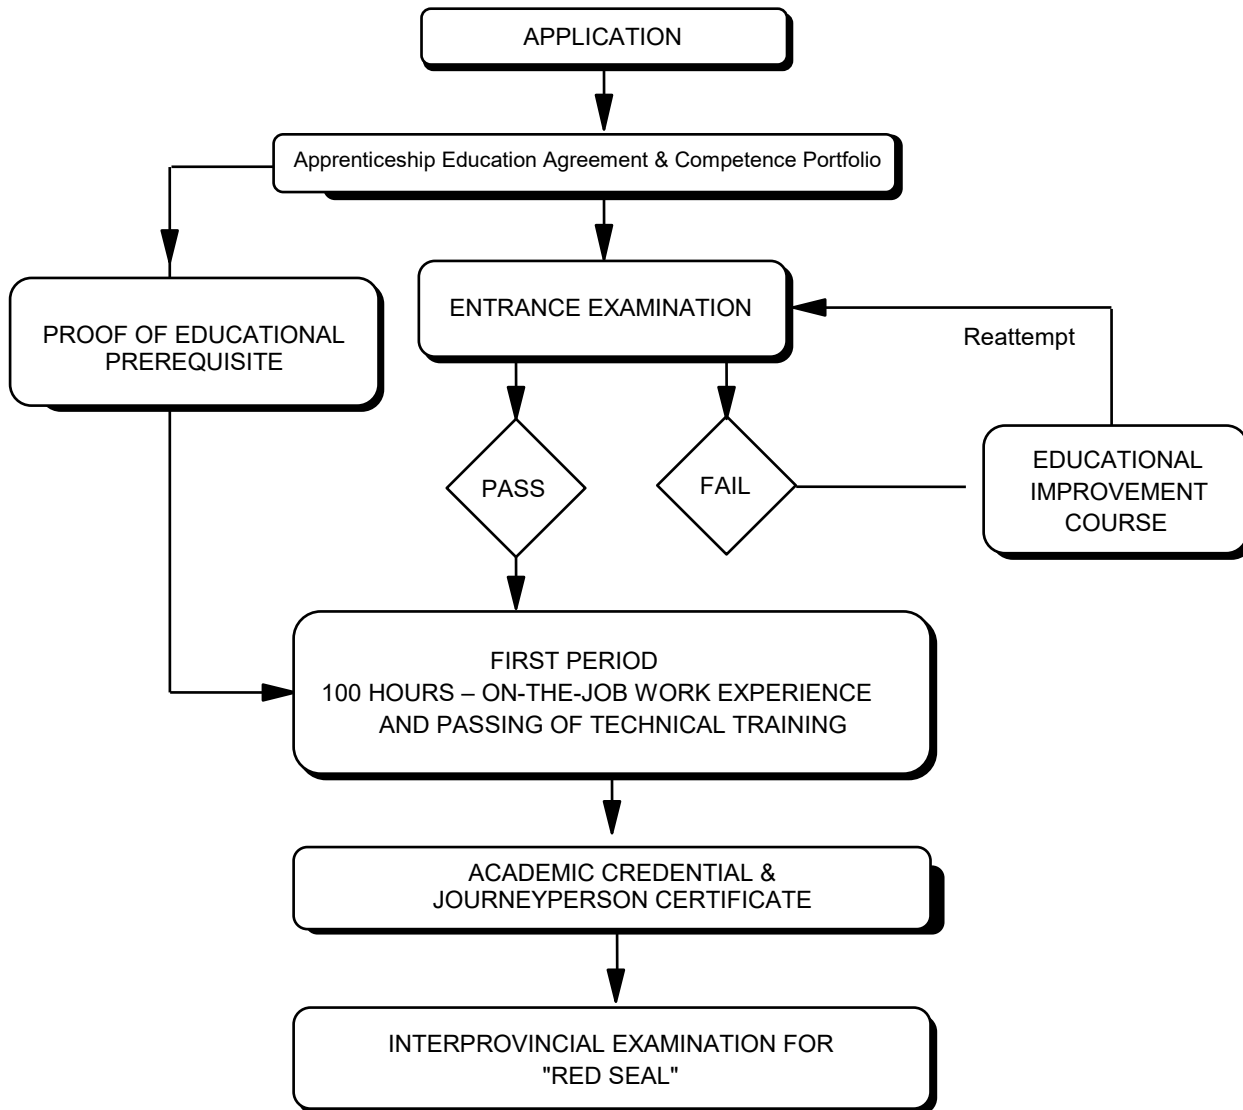 APPLICATION
Apprenticeship Education Agreement & Competence Portfolio
PROOF OF EDUCATIONAL
PREREQUISITE
ENTRANCE EXAMINATION
Reattempt
PASS
FAIL
EDUCATIONAL
IMPROVEMENT
COURSE
FIRST PERIOD
100 HOURS – ON-THE-JOB WORK EXPERIENCE
AND PASSING OF TECHNICAL TRAINING
ACADEMIC CREDENTIAL &
JOURNEYPERSON CERTIFICATE
INTERPROVINCIAL EXAMINATION FOR
"RED SEAL"